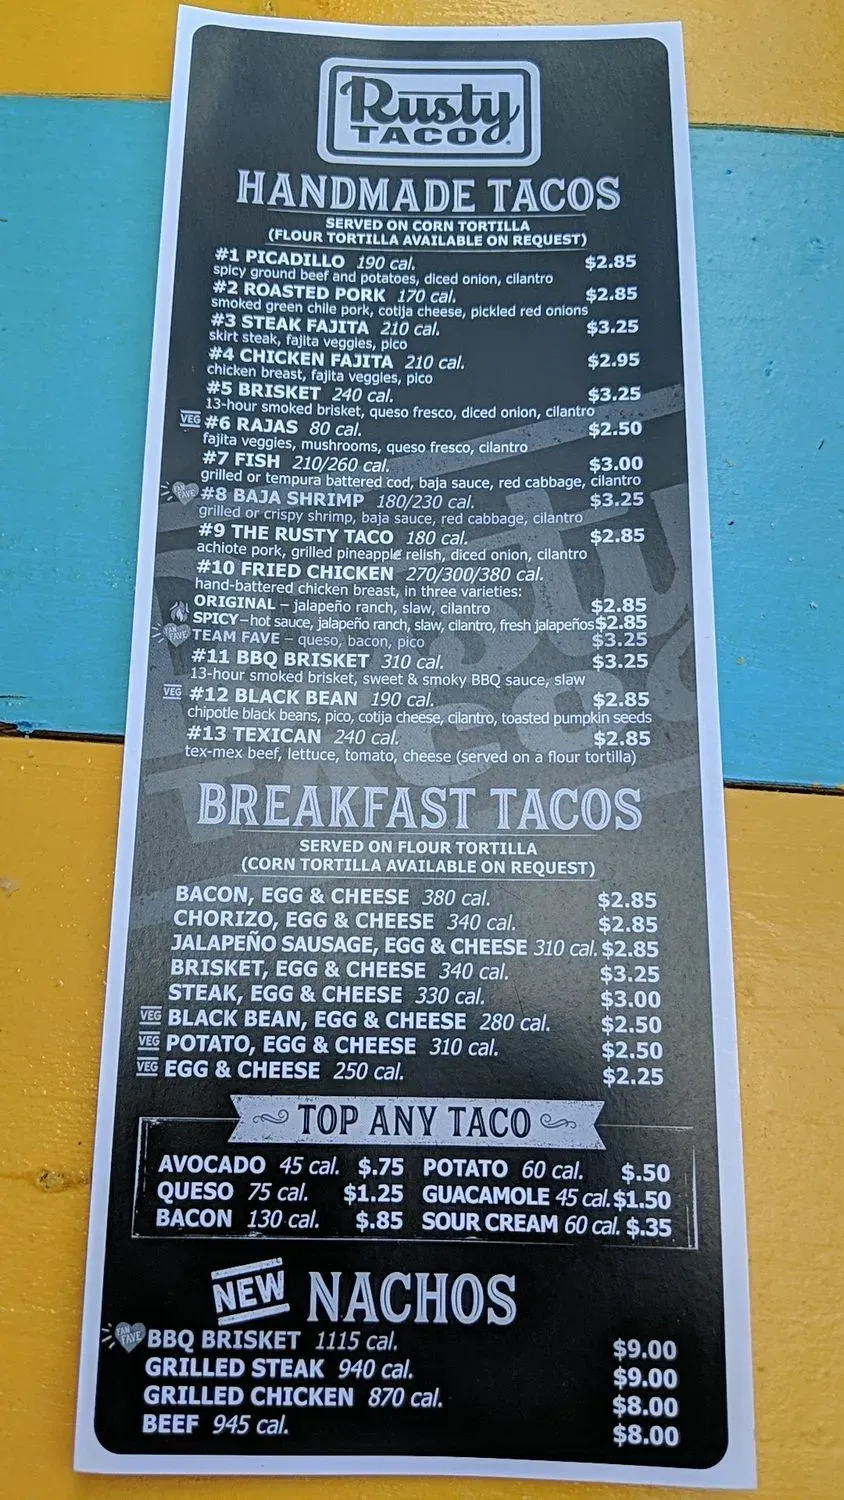 Rusty
TACO
HANDMADE TACOS
SERVED ON CORN TORTILLA
(FLOUR TORTILLA AVAILABLE ON REQUEST)
#1 PICADILLO 190 cal. $2.85
spicy ground beef and potatoes, diced onion, cilantro
#2 ROASTED PORK 170 cal. $2.85
smoked green chile pork, cotija cheese, pickled red onions
#3 STEAK FAJITA 210 cal. $3.25
skirt steak, fajita veggies, pico
#4 CHICKEN FAJITA 210 cal. $2.95
chicken breast, fajita veggies, pico
#5 BRISKET 240 cal. $3.25
13-hour smoked brisket, queso fresco, diced onion, cilantro
VEG #6 RAJAS 80 cal. $2.50
fajita veggies, mushrooms, queso fresco, cilantro
#7 FISH 210/260 cal. $3.00
grilled or tempura battered cod, baja sauce, red cabbage, cilantro
FAN FAVE #8 BAJA SHRIMP 180/230 cal. $3.25
grilled or crispy shrimp, baja sauce, red cabbage, cilantro
#9 THE RUSTY TACO 180 cal. $2.85
achiote pork, grilled pineapple relish, diced onion, cilantro
#10 FRIED CHICKEN 270/300/380 cal.
hand-battered chicken breast, in three varieties:
ORIGINAL – jalapeño ranch, slaw, cilantro $2.85
SPICY–hot sauce, jalapeño ranch, slaw, cilantro, fresh jalapeños $2.85
FAN FAVE TEAM FAVE – queso, bacon, pico $3.25
#11 BBQ BRISKET 310 cal. $3.25
13-hour smoked brisket, sweet & smoky BBQ sauce, slaw
VEG #12 BLACK BEAN 190 cal. $2.85
chipotle black beans, pico, cotija cheese, cilantro, toasted pumpkin seeds
#13 TEXICAN 240 cal. $2.85
tex-mex beef, lettuce, tomato, cheese (served on a flour tortilla)
BREAKFAST TACOS
SERVED ON FLOUR TORTILLA
(CORN TORTILLA AVAILABLE ON REQUEST)
BACON, EGG & CHEESE 380 cal. $2.85
CHORIZO, EGG & CHEESE 340 cal. $2.85
JALAPEÑO SAUSAGE, EGG & CHEESE 310 cal. $2.85
BRISKET, EGG & CHEESE 340 cal. $3.25
STEAK, EGG & CHEESE 330 cal. $3.00
VEG BLACK BEAN, EGG & CHEESE 280 cal. $2.50
VEG POTATO, EGG & CHEESE 310 cal. $2.50
VEG EGG & CHEESE 250 cal. $2.25
TOP ANY TACO
AVOCADO 45 cal. $.75 POTATO 60 cal. $.50
QUESO 75 cal. $1.25 GUACAMOLE 45 cal. $1.50
BACON 130 cal. $.85 SOUR CREAM 60 cal. $.35
NEW NACHOS
FAN FAVE BBQ BRISKET 1115 cal. $9.00
GRILLED STEAK 940 cal. $9.00
GRILLED CHICKEN 870 cal. $8.00
BEEF 945 cal. $8.00